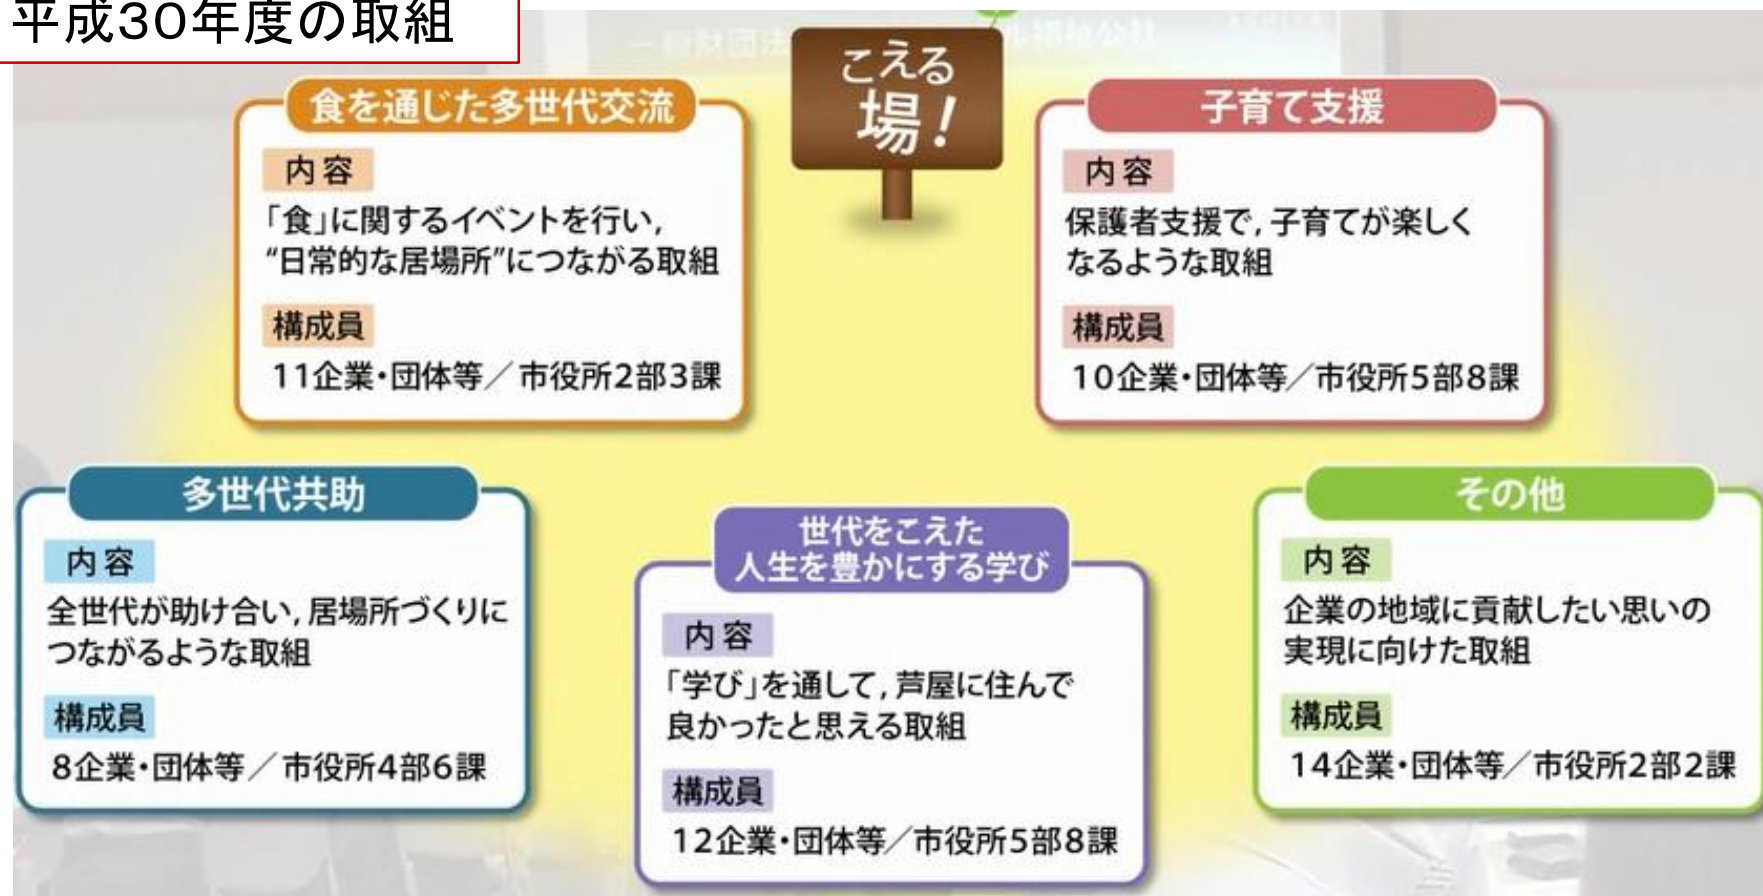 平成30年度の取組
こえる
場!
食を通じた多世代交流
内容
「食」に関するイベントを行い,
“日常的な居場所”につながる取組
構成員
11企業・団体等／市役所2部3課
子育て支援
内容
保護者支援で,子育てが楽しく
なるような取組
構成員
10企業・団体等／市役所5部8課
多世代共助
内容
全世代が助け合い,居場所づくりに
つながるような取組
構成員
8企業・団体等／市役所4部6課
世代をこえた
人生を豊かにする学び
内容
「学び」を通して,芦屋に住んで
良かったと思える取組
構成員
12企業・団体等／市役所5部8課
その他
内容
企業の地域に貢献したい思いの
実現に向けた取組
構成員
14企業・団体等／市役所2部2課